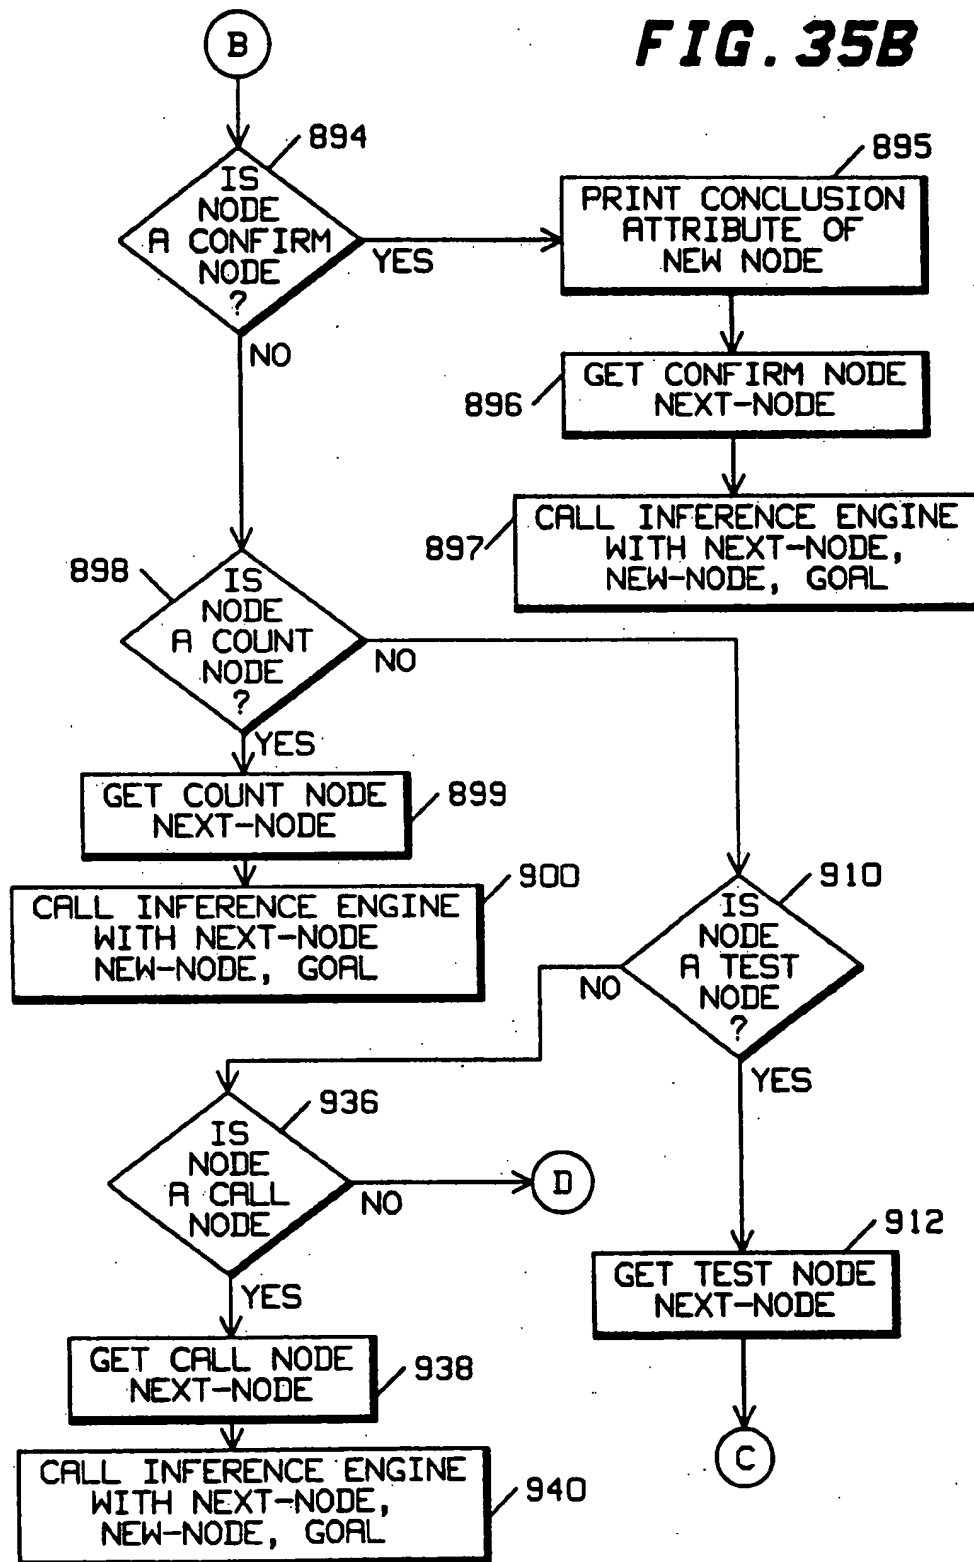 FIG. 35B
B
894
IS
NODE
A CONFIRM
NODE
?
YES
NO
895
PRINT CONCLUSION
ATTRIBUTE OF
NEW NODE
896
GET CONFIRM NODE
NEXT-NODE
897
CALL INFERENCE ENGINE
WITH NEXT-NODE,
NEW-NODE, GOAL
898
IS
NODE
A COUNT
NODE
?
NO
YES
GET COUNT NODE
NEXT-NODE
899
900
CALL INFERENCE ENGINE
WITH NEXT-NODE
NEW-NODE, GOAL
910
IS
NODE
A TEST
NODE
?
NO
YES
936
IS
NODE
A CALL
NODE
NO
D
YES
912
GET TEST NODE
NEXT-NODE
C
GET CALL NODE
NEXT-NODE
938
CALL INFERENCE ENGINE
WITH NEXT-NODE,
NEW-NODE, GOAL
940